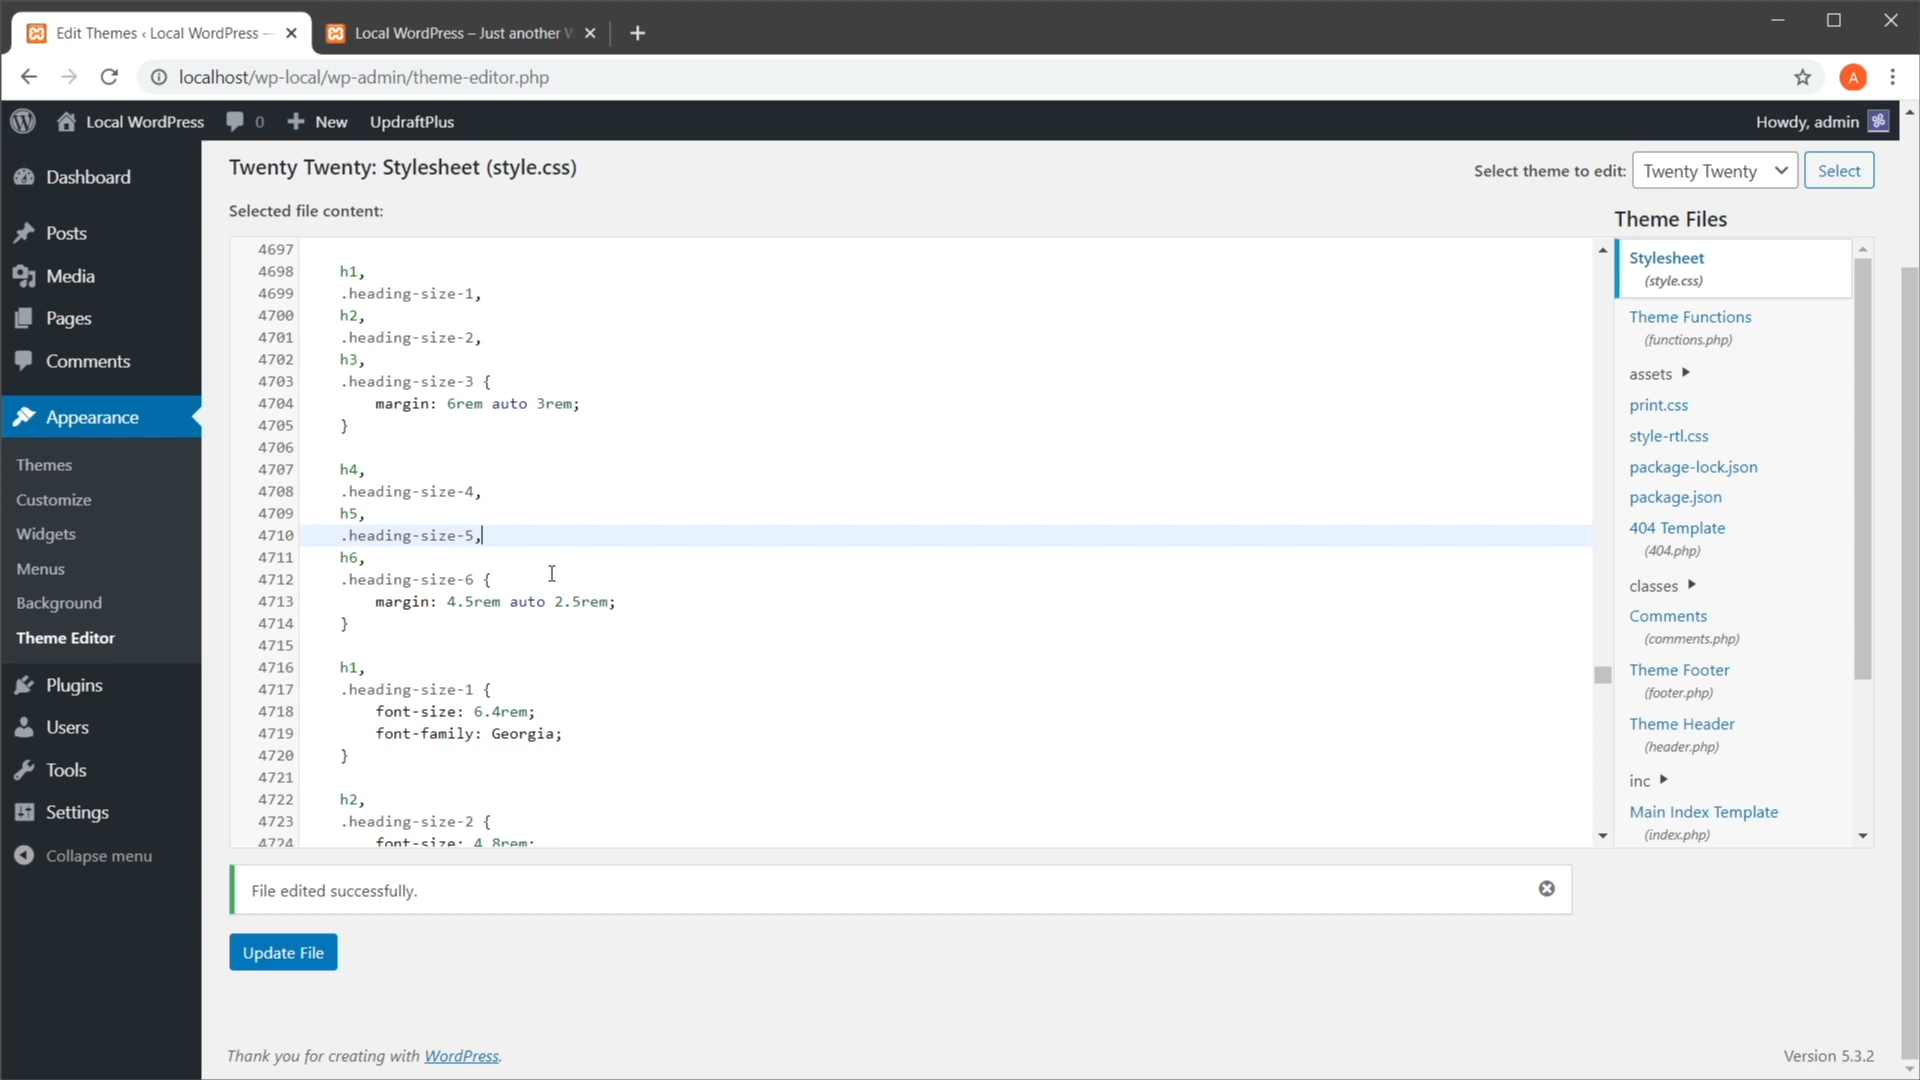 Edit Themes ‹ Local WordPress —
Local WordPress – Just another W
localhost/wp-local/wp-admin/theme-editor.php
A
Local WordPress
0
New
UpdraftPlus
Howdy, admin
Dashboard
Posts
Media
Pages
Comments
Appearance
Themes
Customize
Widgets
Menus
Background
Theme Editor
Plugins
Users
Tools
Settings
Collapse menu
Twenty Twenty: Stylesheet (style.css)
Select theme to edit:
Twenty Twenty
Select
Selected file content:
4697
4698 h1,
4699 .heading-size-1,
4700 h2,
4701 .heading-size-2,
4702 h3,
4703 .heading-size-3 {
4704 margin: 6rem auto 3rem;
4705 }
4706
4707 h4,
4708 .heading-size-4,
4709 h5,
4710 .heading-size-5,
4711 h6,
4712 .heading-size-6 {
4713 margin: 4.5rem auto 2.5rem;
4714 }
4715
4716 h1,
4717 .heading-size-1 {
4718 font-size: 6.4rem;
4719 font-family: Georgia;
4720 }
4721
4722 h2,
4723 .heading-size-2 {
4724 font-size: 4.8rem;
Theme Files
Stylesheet
(style.css)
Theme Functions
(functions.php)
assets
print.css
style-rtl.css
package-lock.json
package.json
404 Template
(404.php)
classes
Comments
(comments.php)
Theme Footer
(footer.php)
Theme Header
(header.php)
inc
Main Index Template
(index.php)
File edited successfully.
Update File
Thank you for creating with WordPress.
Version 5.3.2